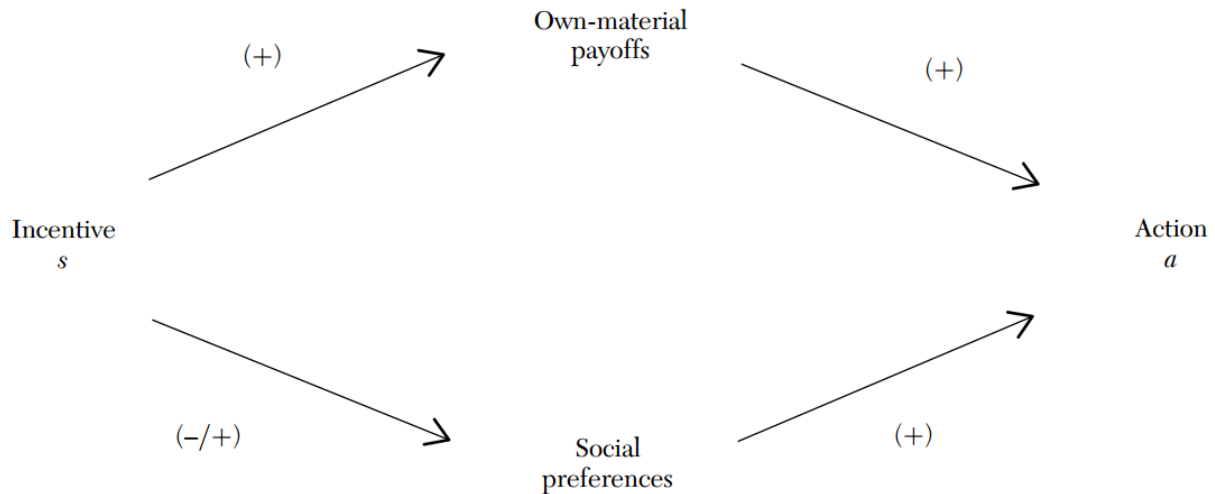 Own-material
payoffs
(+)
(+)
Incentive
s
Action
a
(–/+)
(+)
Social
preferences